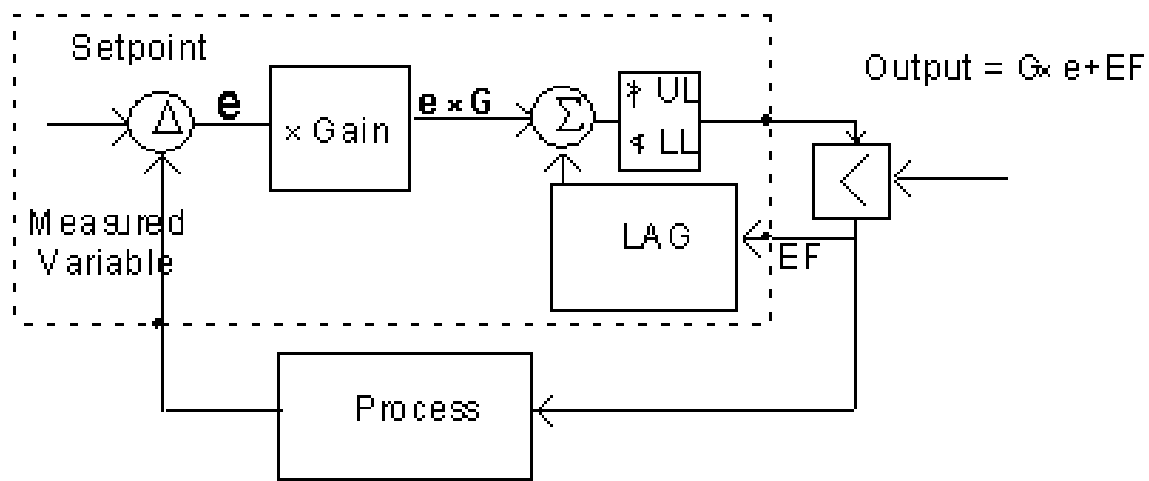 Setpoint
Output = G× e+EF
Δ
e
× Gain
e × G
Σ
≯ UL
≮ LL
<
Measured
Variable
LAG
EF
Process